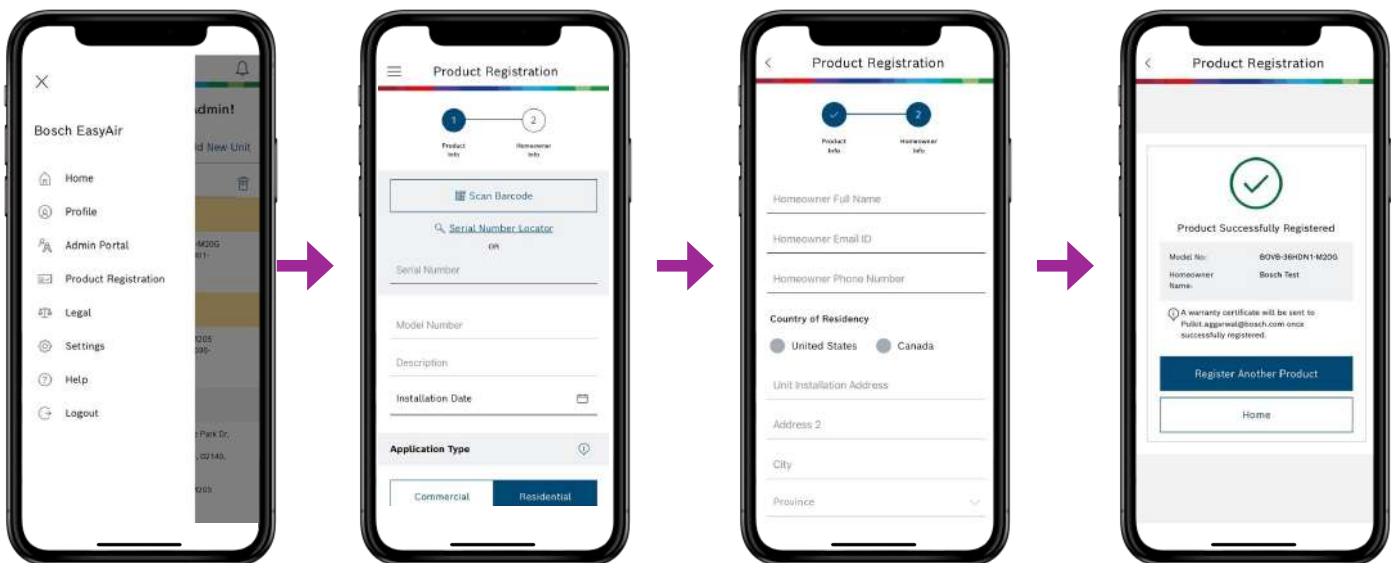 Bosch EasyAir
Home
Profile
Admin Portal
Product Registration
Legal
Settings
Help
Logout
dmin!
d New Unit
-M20G
e Park Dr,
, 02140,
Product Registration
1
2
Product
Info
Homeowner
Info
Scan Barcode
Serial Number Locator
OR
Serial Number
Model Number
Description
Installation Date
Application Type
Commercial
Residential
Product Registration
2
Product
Info
Homeowner
Info
Homeowner Full Name
Homeowner Email ID
Homeowner Phone Number
Country of Residency
United States
Canada
Unit Installation Address
Address 2
City
Province
Product Registration
Product Successfully Registered
Model No: BOVB-36HDN1-M20G
Homeowner Bosch Test
Name:
A warranty certificate will be sent to
Pulkit.aggarwal@bosch.com once
successfully registered.
Register Another Product
Home